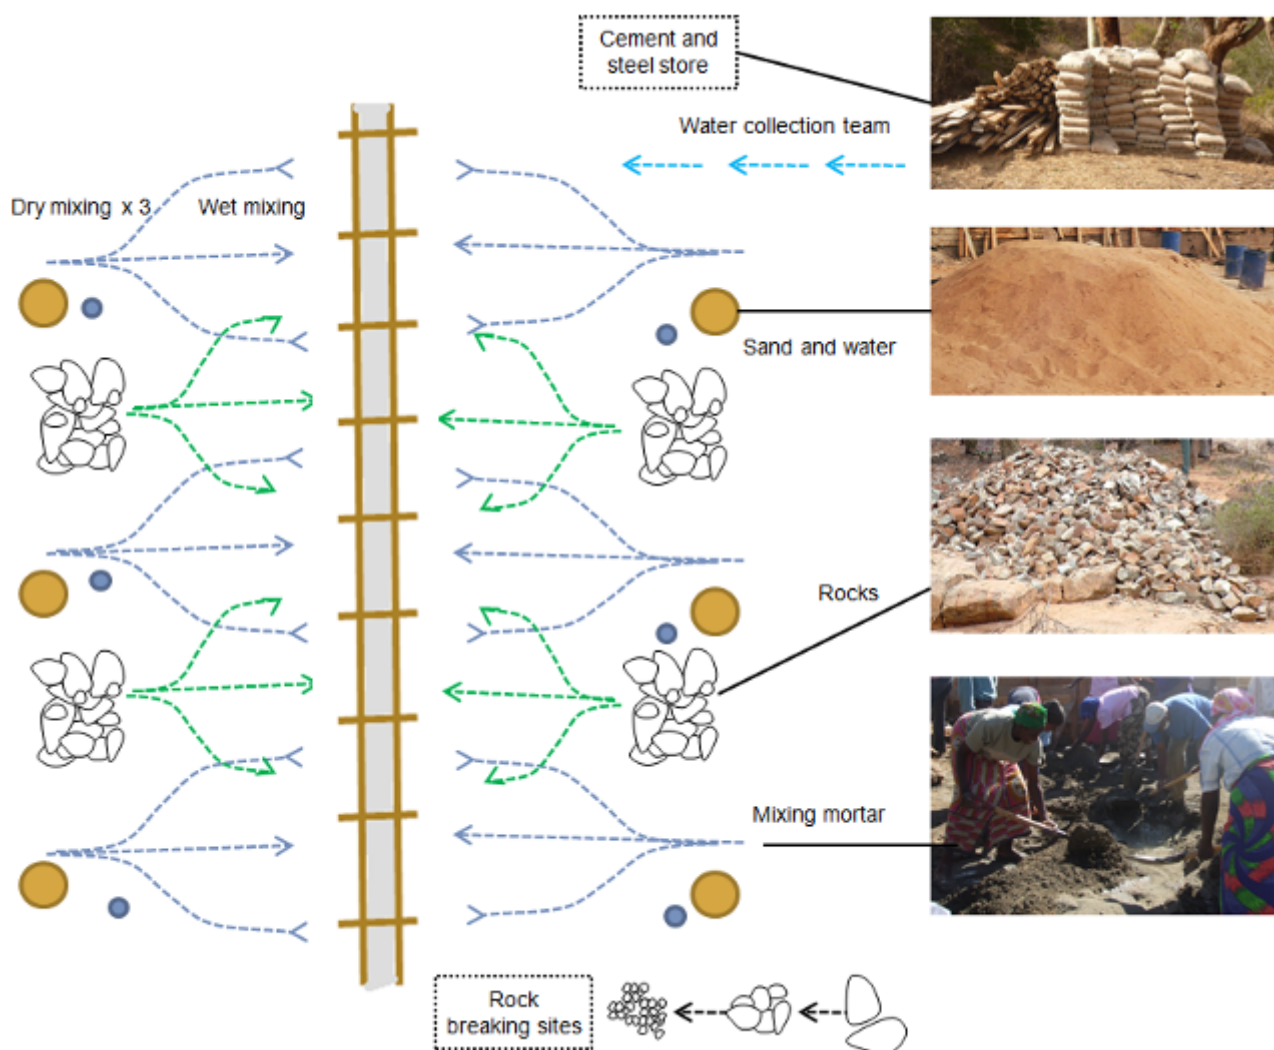 Cement and
steel store
Water collection team
Dry mixing x 3
Wet mixing
Sand and water
Rocks
Mixing mortar
Rock
breaking sites